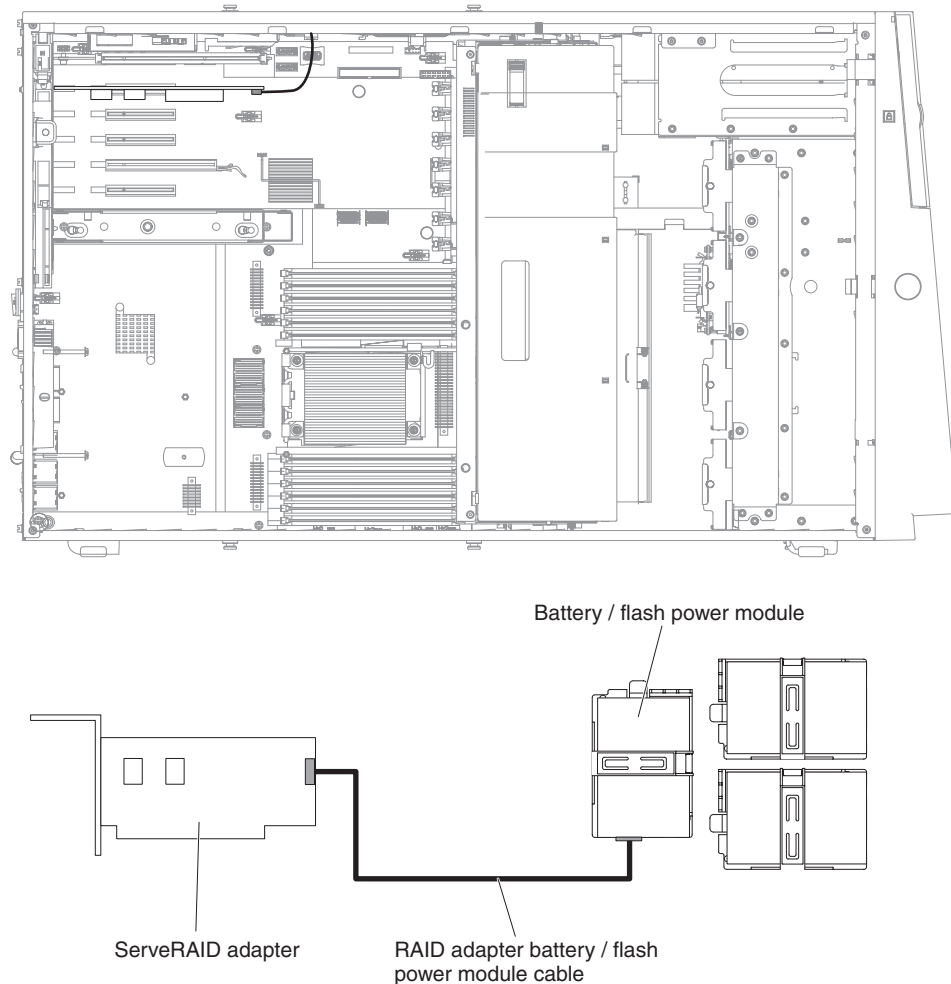 Battery / flash power module
ServeRAID adapter
RAID adapter battery / flash
power module cable